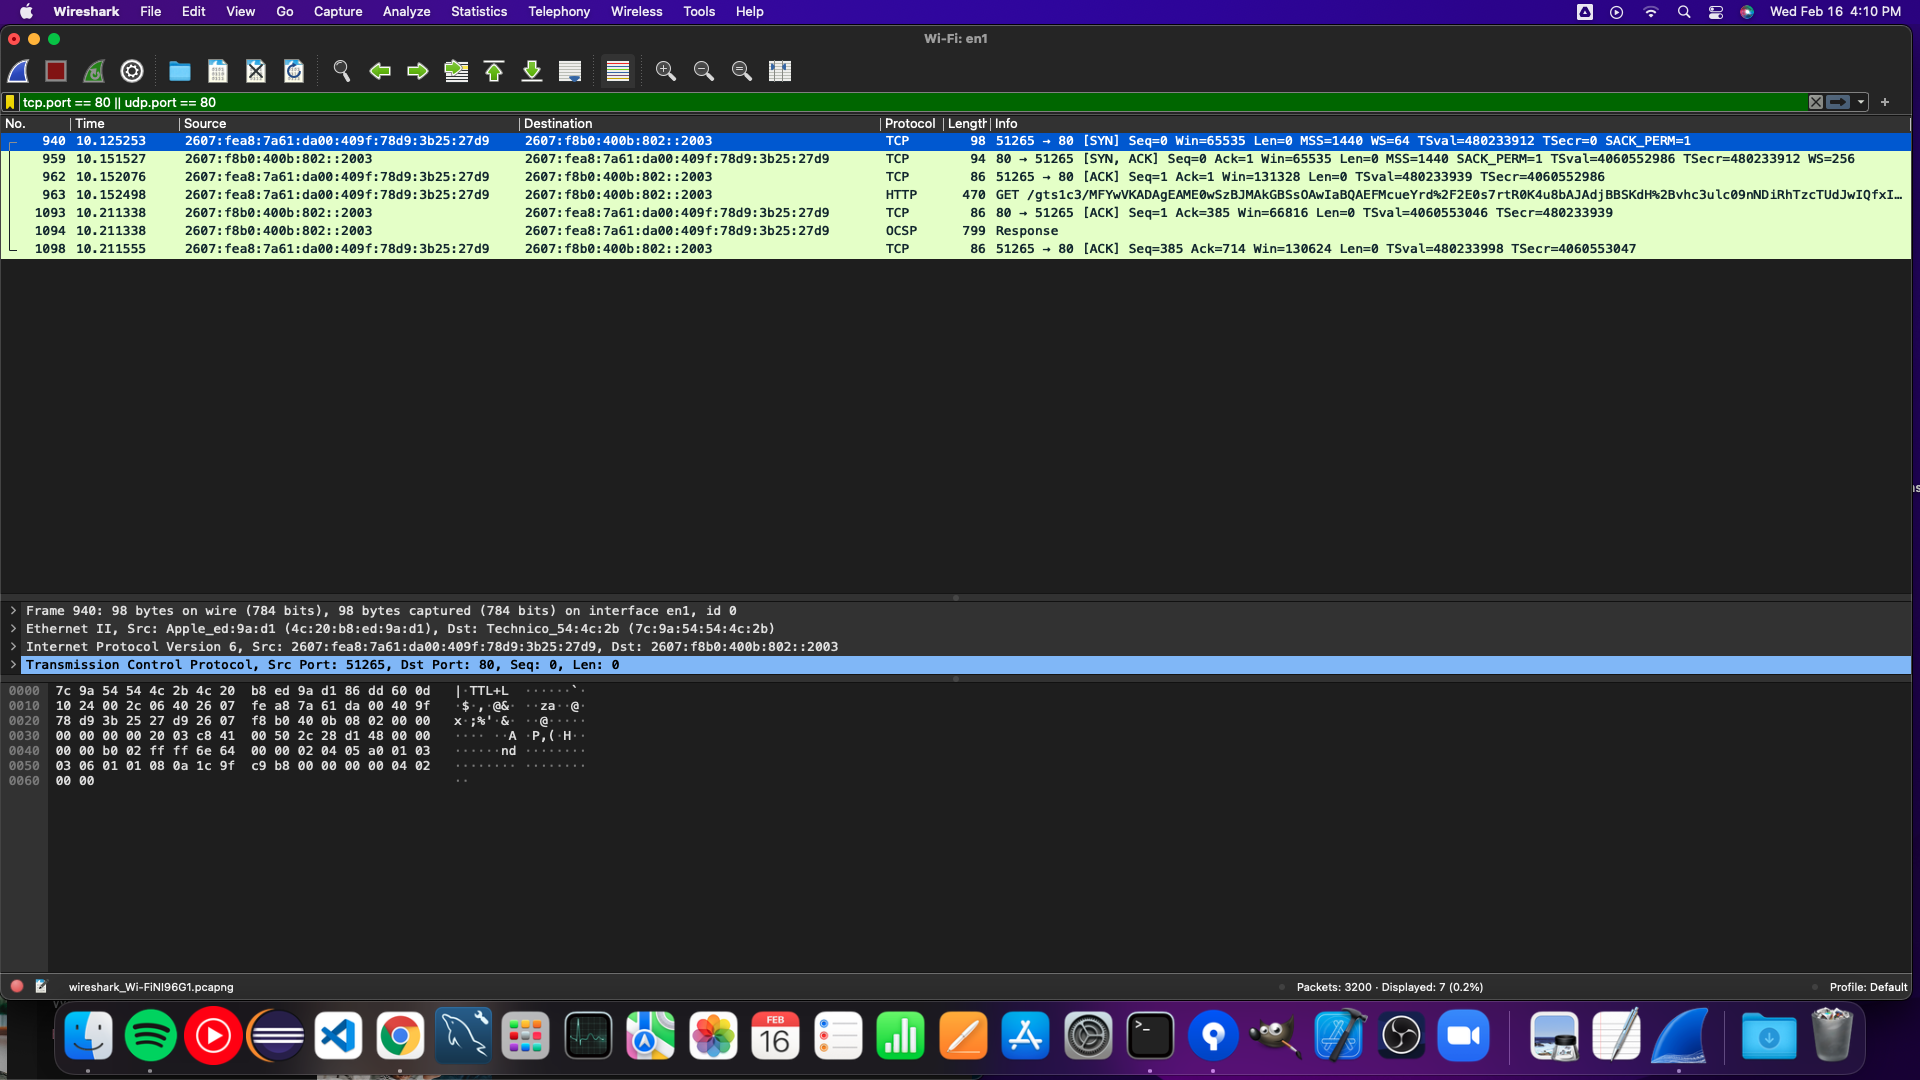 Wireshark File Edit View Go Capture Analyze Statistics Telephony Wireless Tools Help Wed Feb 16 4:10 PM
Wi-Fi: en1
tcp.port == 80 || udp.port == 80
No. Time Source Destination Protocol Length Info
940 10.125253 2607:fea8:7a61:da00:409f:78d9:3b25:27d9 2607:f8b0:400b:802::2003 TCP 98 51265 → 80 [SYN] Seq=0 Win=65535 Len=0 MSS=1440 WS=64 TSval=480233912 TSecr=0 SACK_PERM=1
959 10.151527 2607:f8b0:400b:802::2003 2607:fea8:7a61:da00:409f:78d9:3b25:27d9 TCP 94 80 → 51265 [SYN, ACK] Seq=0 Ack=1 Win=65535 Len=0 MSS=1440 SACK_PERM=1 TSval=4060552986 TSecr=480233912 WS=256
962 10.152076 2607:fea8:7a61:da00:409f:78d9:3b25:27d9 2607:f8b0:400b:802::2003 TCP 86 51265 → 80 [ACK] Seq=1 Ack=1 Win=131328 Len=0 TSval=480233939 TSecr=4060552986
963 10.152498 2607:fea8:7a61:da00:409f:78d9:3b25:27d9 2607:f8b0:400b:802::2003 HTTP 470 GET /gts1c3/MFYwVKADAgEAME0wSzBJMAkGBSsOAwIaBQAEFMcueYrd%2F2E0s7rtR0K4u8bAJAdjBBSKdH%2Bvhc3ulc09nNDiRhTzcTUdJwIQfxI…
1093 10.211338 2607:f8b0:400b:802::2003 2607:fea8:7a61:da00:409f:78d9:3b25:27d9 TCP 86 80 → 51265 [ACK] Seq=1 Ack=385 Win=66816 Len=0 TSval=4060553046 TSecr=480233939
1094 10.211338 2607:f8b0:400b:802::2003 2607:fea8:7a61:da00:409f:78d9:3b25:27d9 OCSP 799 Response
1098 10.211555 2607:fea8:7a61:da00:409f:78d9:3b25:27d9 2607:f8b0:400b:802::2003 TCP 86 51265 → 80 [ACK] Seq=385 Ack=714 Win=130624 Len=0 TSval=480233998 TSecr=4060553047
Frame 940: 98 bytes on wire (784 bits), 98 bytes captured (784 bits) on interface en1, id 0
Ethernet II, Src: Apple_ed:9a:d1 (4c:20:b8:ed:9a:d1), Dst: Technico_54:4c:2b (7c:9a:54:54:4c:2b)
Internet Protocol Version 6, Src: 2607:fea8:7a61:da00:409f:78d9:3b25:27d9, Dst: 2607:f8b0:400b:802::2003
Transmission Control Protocol, Src Port: 51265, Dst Port: 80, Seq: 0, Len: 0
0000 7c 9a 54 54 4c 2b 4c 20 b8 ed 9a d1 86 dd 60 0d |·TTL+L ······`·
0010 10 24 00 2c 06 40 26 07 fe a8 7a 61 da 00 40 9f ·$·,·@&· ··za··@·
0020 78 d9 3b 25 27 d9 26 07 f8 b0 40 0b 08 02 00 00 x·;%'·&· ··@·····
0030 00 00 00 00 20 03 c8 41 00 50 2c 28 d1 48 00 00 ···· ··A ·P,(·H··
0040 00 00 b0 02 ff ff 6e 64 00 00 02 04 05 a0 01 03 ······nd ········
0050 03 06 01 01 08 0a 1c 9f c9 b8 00 00 00 00 04 02 ········ ········
0060 00 00 ··
wireshark_Wi-FiNI96G1.pcapng Packets: 3200 · Displayed: 7 (0.2%) Profile: Default
FEB
16